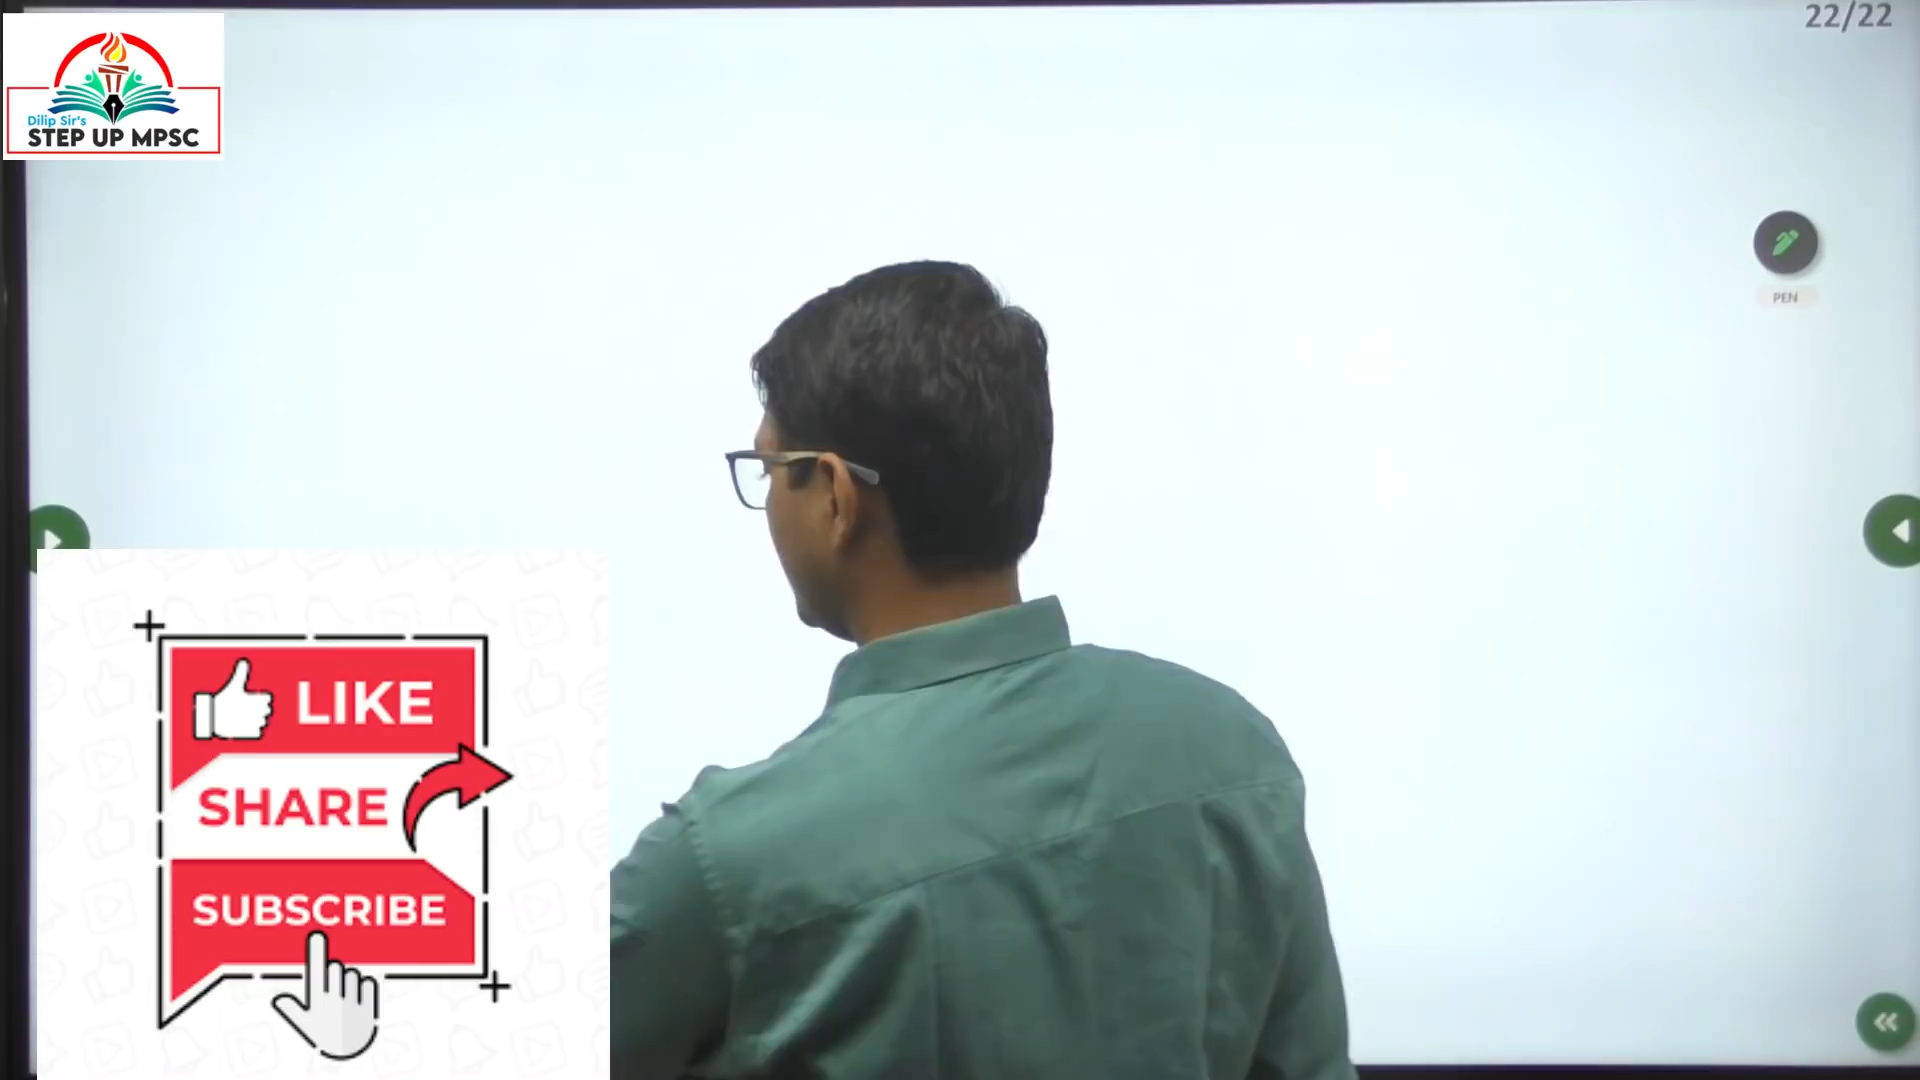 22/22
Dilip Sir's
STEP UP MPSC
PEN
LIKE
SHARE
SUBSCRIBE